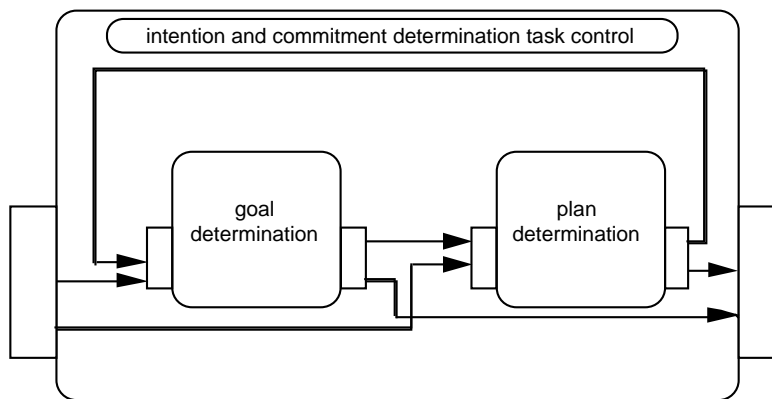 intention and commitment determination task control
goal
determination
plan
determination